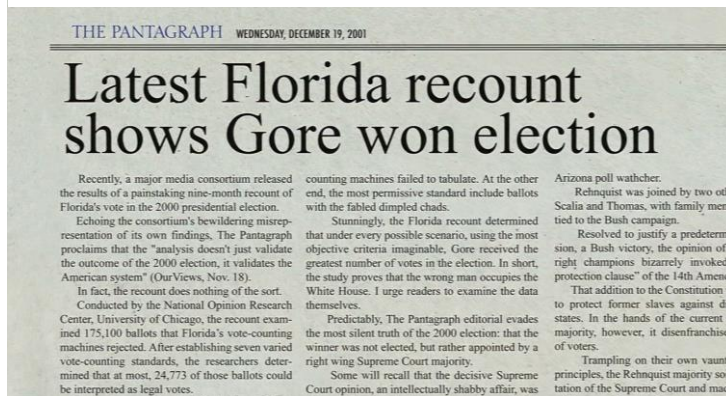 THE PANTAGRAPH WEDNESDAY, DECEMBER 19, 2001
Latest Florida recount
shows Gore won election
Recently, a major media consortium released
the results of a painstaking nine-month recount of
Florida's vote in the 2000 presidential election.
Echoing the consortium's bewildering misrep-
resentation of its own findings, The Pantagraph
proclaims that the "analysis doesn't just validate
the outcome of the 2000 election, it validates the
American system" (OurViews, Nov. 18).
In fact, the recount does nothing of the sort.
Conducted by the National Opinion Research
Center, University of Chicago, the recount exam-
ined 175,100 ballots that Florida's vote-counting
machines rejected. After establishing seven varied
vote-counting standards, the researchers deter-
mined that at most, 24,773 of those ballots could
be interpreted as legal votes.
counting machines failed to tabulate. At the other
end, the most permissive standard include ballots
with the fabled dimpled chads.
Stunningly, the Florida recount determined
that under every possible scenario, using the most
objective criteria imaginable, Gore received the
greatest number of votes in the election. In short,
the study proves that the wrong man occupies the
White House. I urge readers to examine the data
themselves.
Predictably, The Pantagraph editorial evades
the most silent truth of the 2000 election: that the
winner was not elected, but rather appointed by a
right wing Supreme Court majority.
Some will recall that the decisive Supreme
Court opinion, an intellectually shabby affair, was
Arizona poll wathcher.
Rehnquist was joined by two ot
Scalia and Thomas, with family mer
tied to the Bush campaign.
Resolved to justify a predeterm
sion, a Bush victory, the opinion of
right champions bizarrely invoked
protection clause" of the 14th Amen
That addition to the Constitution
to protect former slaves against d
states. In the hands of the current
majority, however, it disenfranchise
of voters.
Trampling on their own vaunt
principles, the Rehnquist majority so
tation of the Supreme Court and mad